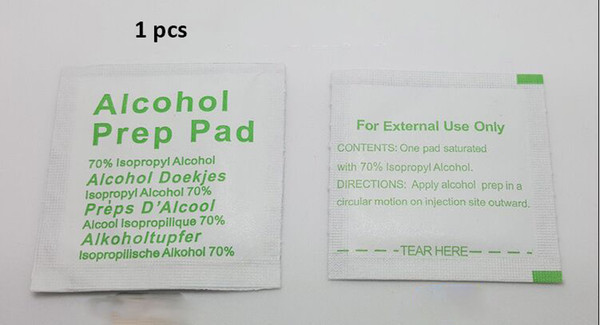 1 pcs
Alcohol
Prep Pad
70% Isopropyl Alcohol
Alcohol Doekjes
Isopropyl Alcohol 70%
Prèps D'Alcool
Alcool Isopropilique 70%
Alkoholtupfer
Isopropilische Alkohol 70%
For External Use Only
CONTENTS: One pad saturated
with 70% Isopropyl Alcohol.
DIRECTIONS: Apply alcohol prep in a
circular motion on injection site outward.
TEAR HERE